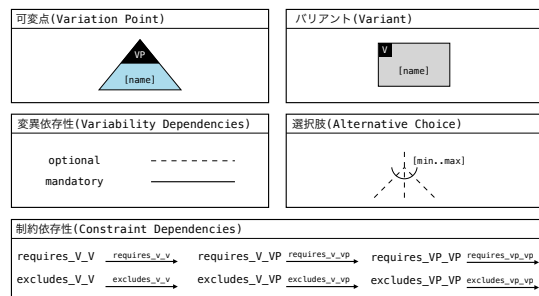 可変点(Variation Point)
VP
[name]
バリアント(Variant)
V
[name]
変異依存性(Variability Dependencies)
optional
mandatory
選択肢(Alternative Choice)
[min..max]
制約依存性(Constraint Dependencies)
requires_V_V requires_v_v requires_V_VP requires_v_vp requires_VP_VP requires_vp_vp
excludes_V_V excludes_v_v excludes_V_VP excludes_v_vp excludes_VP_VP excludes_vp_vp